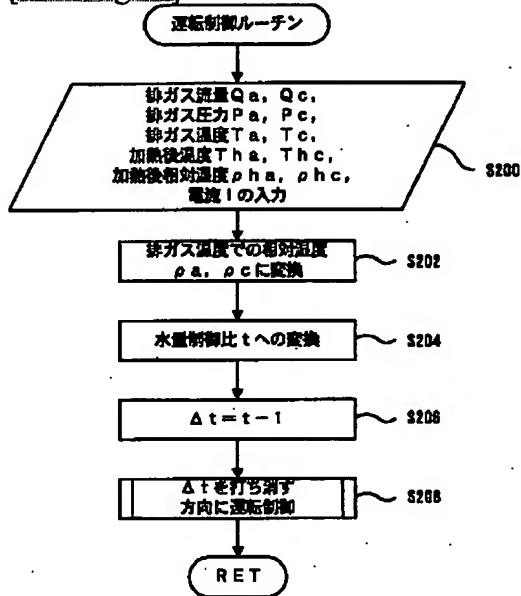 運転制御ルーチン
排ガス流量Qa, Qc,
排ガス圧力Pa, Pc,
排ガス温度Ta, Tc,
加熱後温度Tha, Thc,
加熱後相対湿度ρha, ρhc,
電流Iの入力
S200
排ガス温度での相対湿度
ρa, ρcに変換
S202
水量制御比tへの変換
S204
Δt=t-1
S206
Δtを打ち消す
方向に運転制御
S208
RET